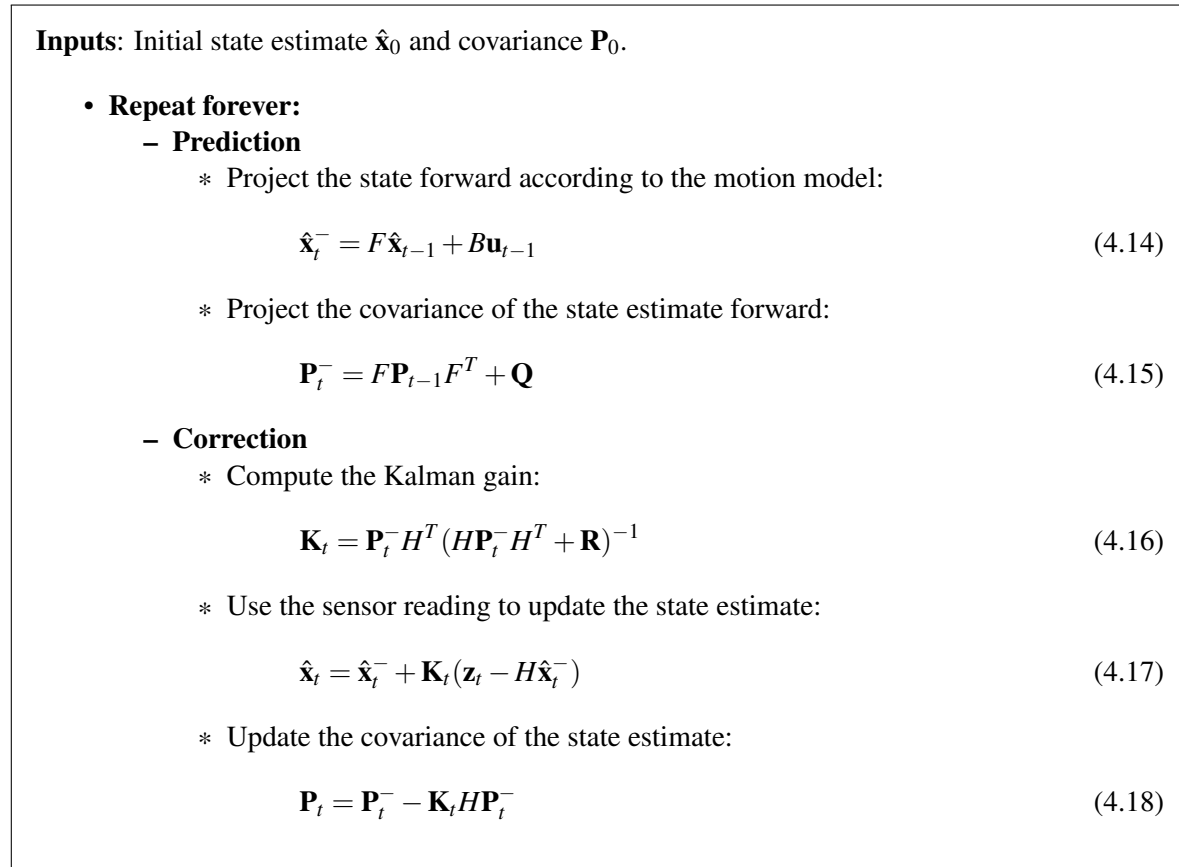 Inputs: Initial state estimate x̂₀ and covariance P₀.
• Repeat forever:
– Prediction
∗ Project the state forward according to the motion model:
x̂ₜ⁻ = Fx̂ₜ₋₁ + Buₜ₋₁ (4.14)
∗ Project the covariance of the state estimate forward:
Pₜ⁻ = FPₜ₋₁Fᵀ + Q (4.15)
– Correction
∗ Compute the Kalman gain:
Kₜ = Pₜ⁻Hᵀ(HPₜ⁻Hᵀ + R)⁻¹ (4.16)
∗ Use the sensor reading to update the state estimate:
x̂ₜ = x̂ₜ⁻ + Kₜ(zₜ − Hx̂ₜ⁻) (4.17)
∗ Update the covariance of the state estimate:
Pₜ = Pₜ⁻ − KₜHPₜ⁻ (4.18)